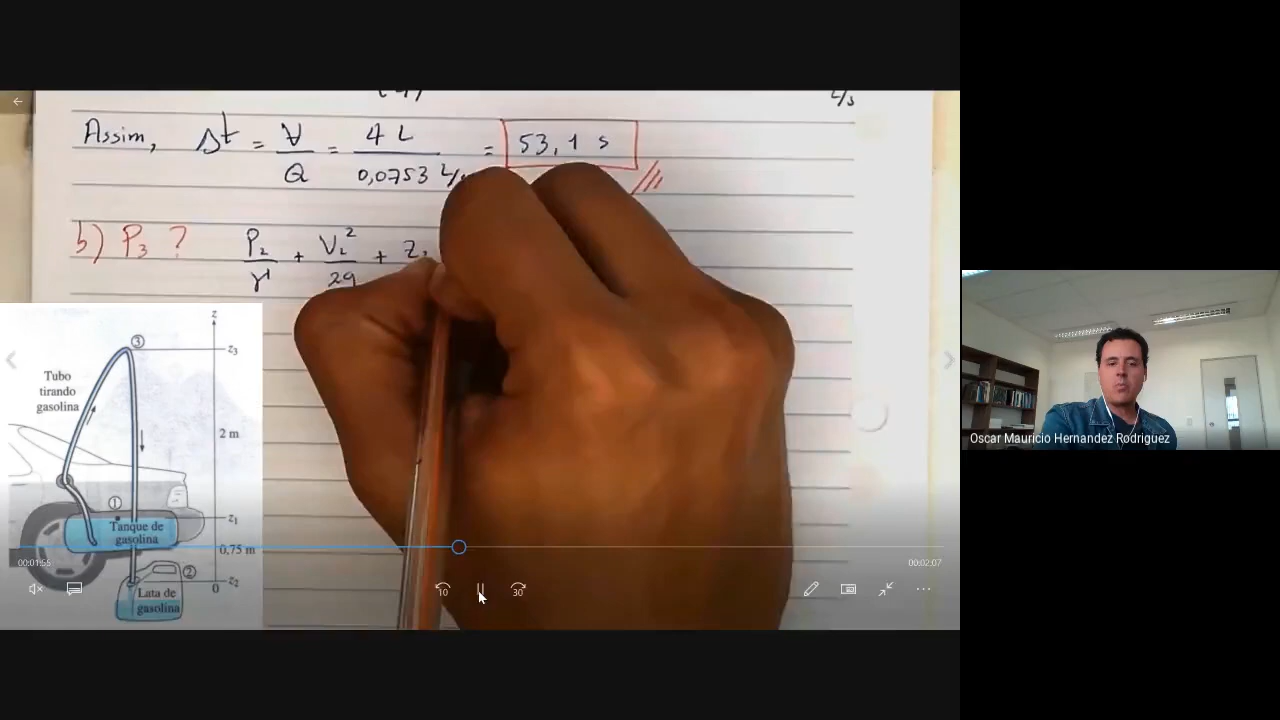 Assim, Δt = V/Q = 4 L / 0,0753 L/s = 53,1 s
L/s
b) P₃ ? P₂/γ + V₂²/2g + z₂
③
z
z₃
Tubo
tirando
gasolina
2 m
①
z₁
Tanque de
gasolina
0,75 m
②
z₂
0
Lata de
gasolina
00:01:55
00:02:07
10
30
Oscar Mauricio Hernandez Rodriguez